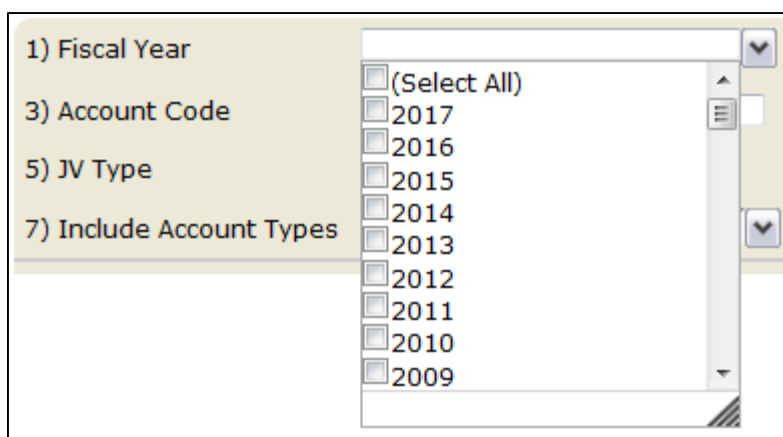 1) Fiscal Year
(Select All)
2017
2016
2015
2014
2013
2012
2011
2010
2009
3) Account Code
5) JV Type
7) Include Account Types